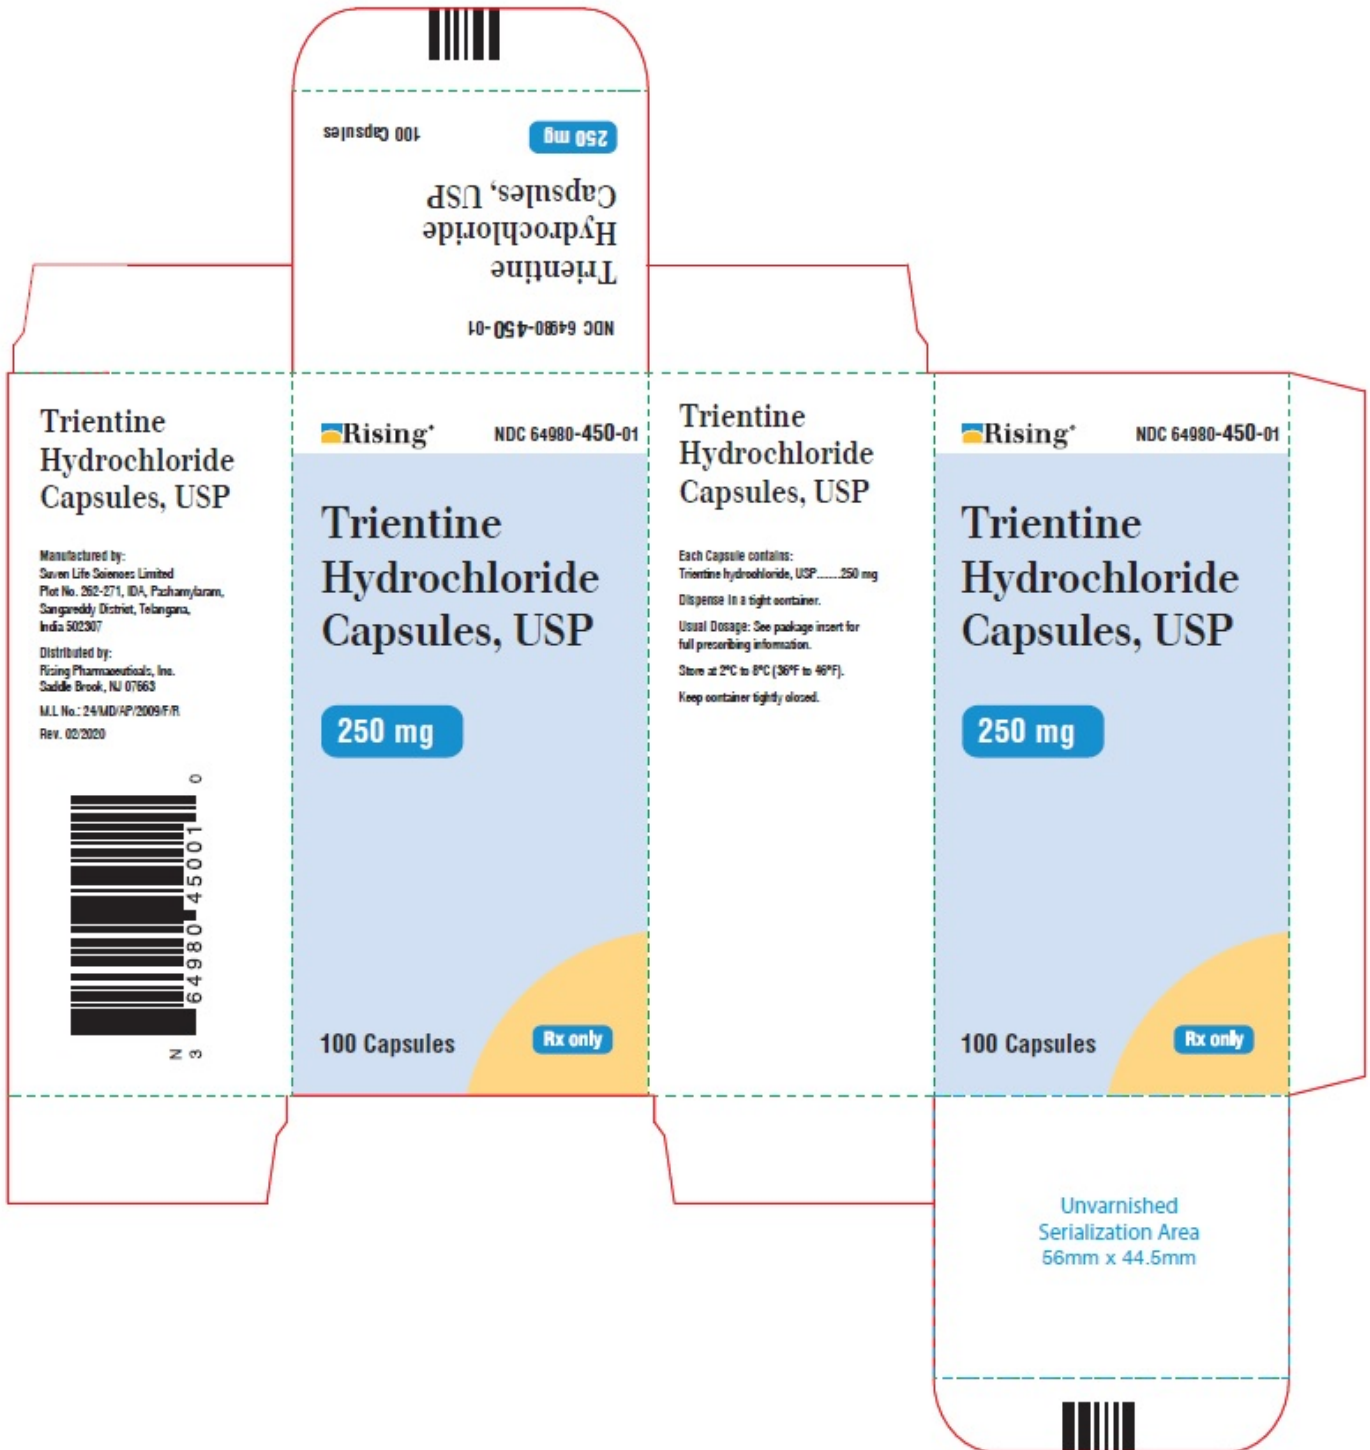 100 Capsules
250 mg
Trientine
Hydrochloride
Capsules, USP
NDC 64980-450-01
Trientine
Hydrochloride
Capsules, USP
Manufactured by:
Suven Life Sciences Limited
Plot No. 262-271, IDA, Pashamylaram,
Sangareddy District, Telangana,
India 502307
Distributed by:
Rising Pharmaceuticals, Inc.
Saddle Brook, NJ 07663
M.L No.: 24/MD/AP/2009/F/R
Rev. 02/2020
N
3 64980 45001 0
Rising®
NDC 64980-450-01
Trientine
Hydrochloride
Capsules, USP
250 mg
100 Capsules
Rx only
Trientine
Hydrochloride
Capsules, USP
Each Capsule contains:
Trientine hydrochloride, USP.......250 mg
Dispense in a tight container.
Usual Dosage: See package insert for
full prescribing information.
Store at 2°C to 8°C (36°F to 46°F).
Keep container tightly closed.
Rising®
NDC 64980-450-01
Trientine
Hydrochloride
Capsules, USP
250 mg
100 Capsules
Rx only
Unvarnished
Serialization Area
56mm x 44.5mm